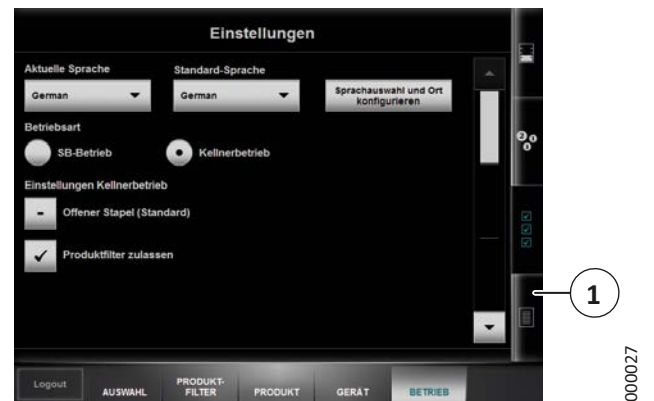 Einstellungen
Aktuelle Sprache
Standard-Sprache
German
German
Sprachauswahl und Ort
konfigurieren
Betriebsart
SB-Betrieb
Kellnerbetrieb
Einstellungen Kellnerbetrieb
Offener Stapel (Standard)
Produktfilter zulassen
1
Logout
AUSWAHL
PRODUKT-
FILTER
PRODUKT
GERÄT
BETRIEB
000027